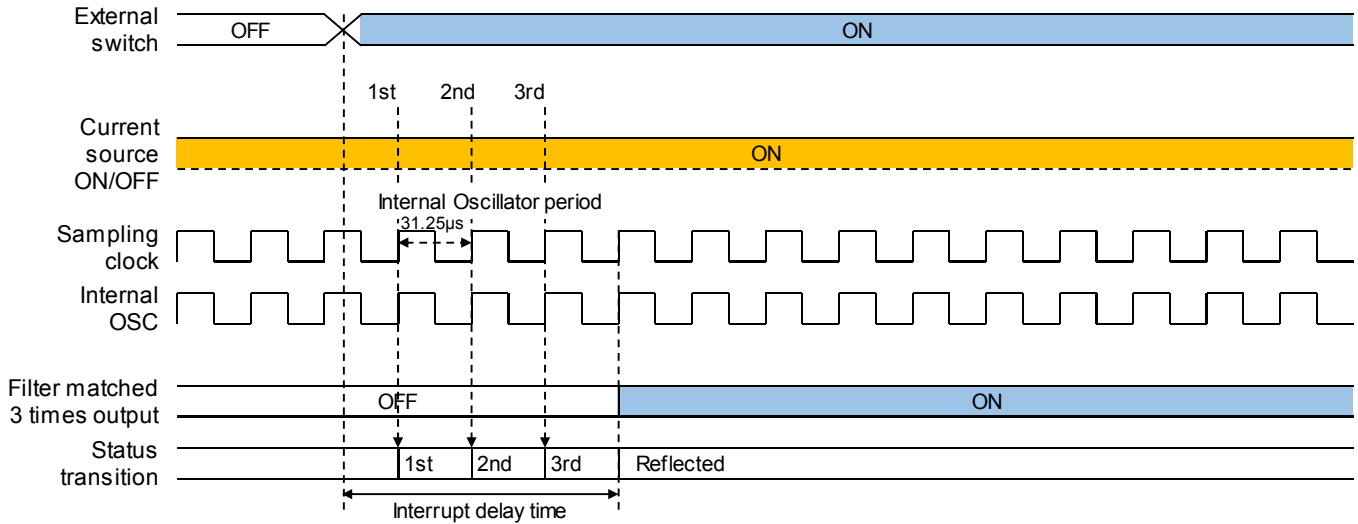 External
switch
OFF
ON
1st
2nd
3rd
Current
source
ON/OFF
ON
Internal Oscillator period
31.25µs
Sampling
clock
Internal
OSC
Filter matched
3 times output
OFF
ON
Status
transition
1st
2nd
3rd
Reflected
Interrupt delay time